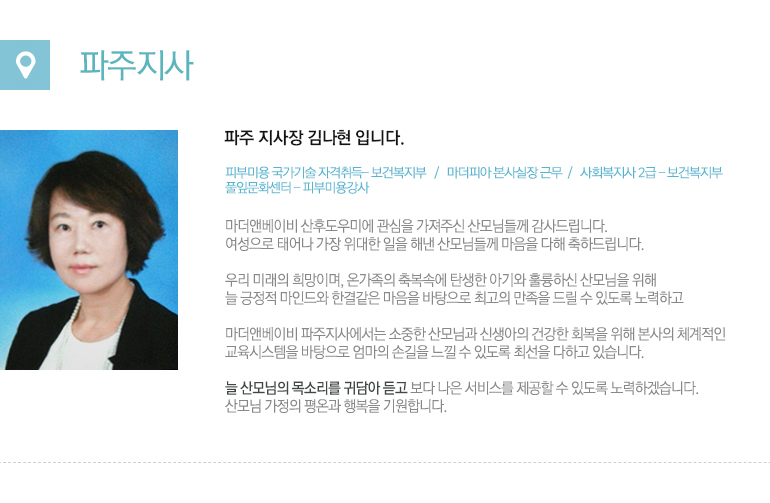 파주지사
파주 지사장 김나현 입니다.
피부미용 국가기술 자격취득- 보건복지부 / 마더피아 본사실장 근무 / 사회복지사 2급 - 보건복지부
풀잎문화센터 - 피부미용강사
마더앤베이비 산후도우미에 관심을 가져주신 산모님들께 감사드립니다.
여성으로 태어나 가장 위대한 일을 해낸 산모님들께 마음을 다해 축하드립니다.
우리 미래의 희망이며, 온가족의 축복속에 탄생한 아기와 훌륭하신 산모님을 위해
늘 긍정적 마인드와 한결같은 마음을 바탕으로 최고의 만족을 드릴 수 있도록 노력하고
마더앤베이비 파주지사에서는 소중한 산모님과 신생아의 건강한 회복을 위해 본사의 체계적인
교육시스템을 바탕으로 엄마의 손길을 느낄 수 있도록 최선을 다하고 있습니다.
늘 산모님의 목소리를 귀담아 듣고 보다 나은 서비스를 제공할 수 있도록 노력하겠습니다.
산모님 가정의 평온과 행복을 기원합니다.